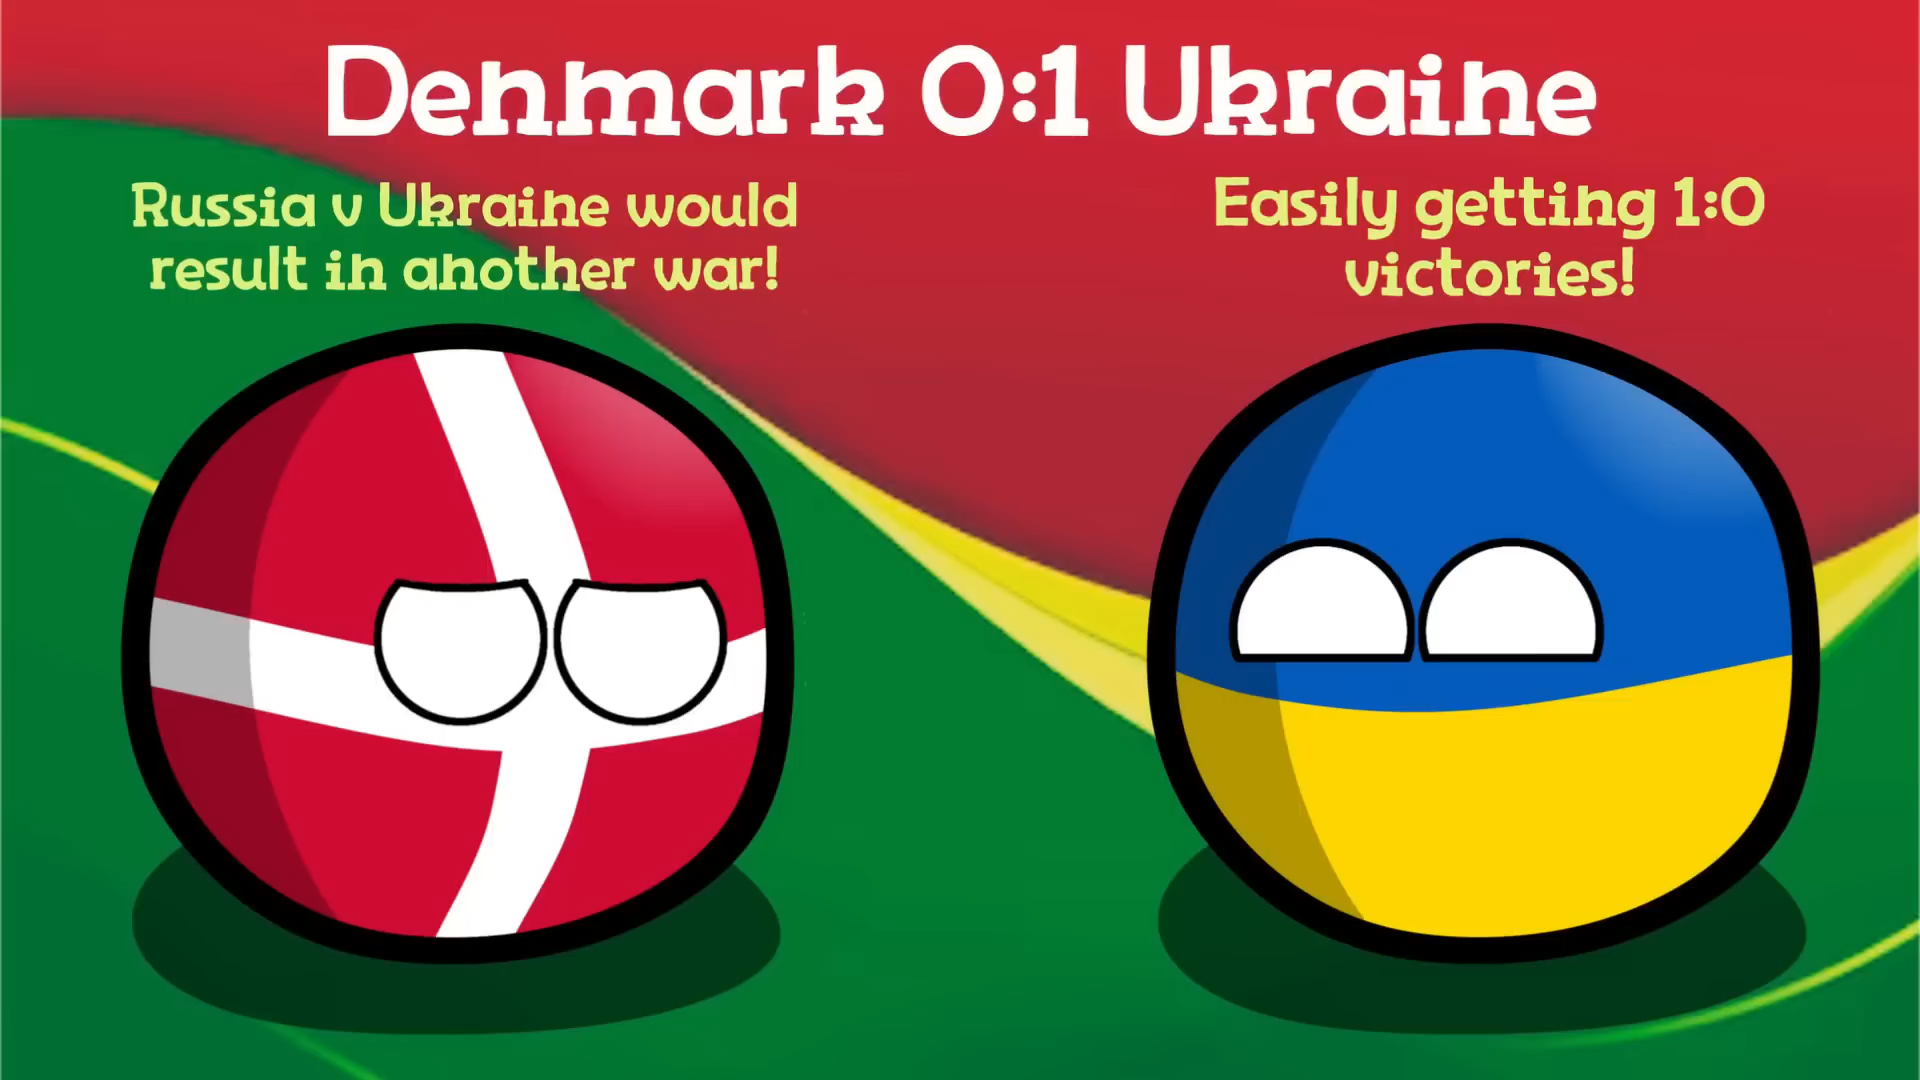 Denmark 0:1 Ukraine
Russia v Ukraine would
result in another war!
Easily getting 1:0
victories!